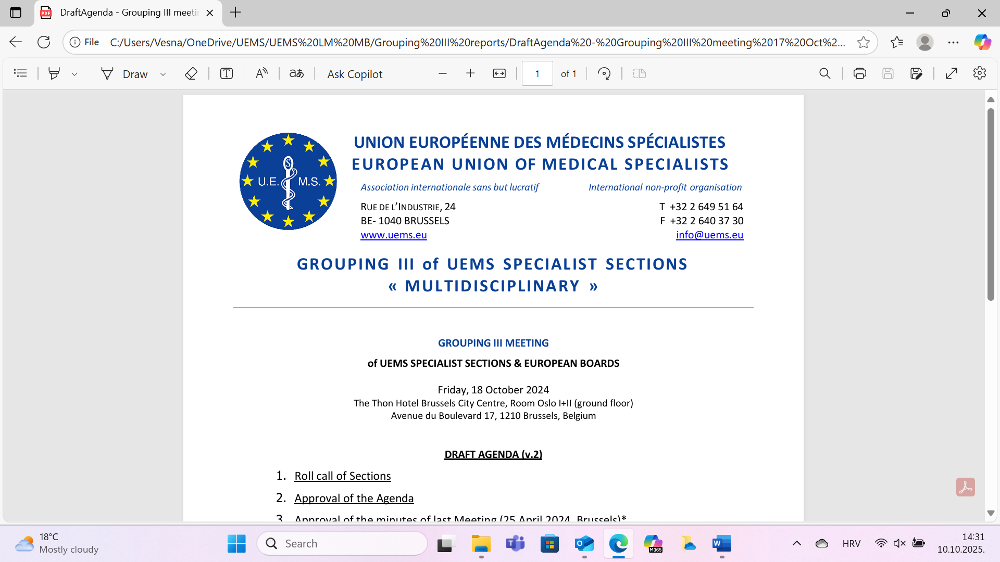 DraftAgenda - Grouping III meetin
File C:/Users/Vesna/OneDrive/UEMS/UEMS%20LM%20MB/Grouping%20III%20reports/DraftAgenda%20-%20Grouping%20III%20meeting%2017%20Oct%2...
Draw T A aあ Ask Copilot 1 of 1
UNION EUROPÉENNE DES MÉDECINS SPÉCIALISTES
EUROPEAN UNION OF MEDICAL SPECIALISTS
U.E. S M.S.
Association internationale sans but lucratif International non-profit organisation
RUE DE L'INDUSTRIE, 24 T +32 2 649 51 64
BE- 1040 BRUSSELS F +32 2 640 37 30
www.uems.eu info@uems.eu
GROUPING III of UEMS SPECIALIST SECTIONS
« MULTIDISCIPLINARY »
GROUPING III MEETING
of UEMS SPECIALIST SECTIONS & EUROPEAN BOARDS
Friday, 18 October 2024
The Thon Hotel Brussels City Centre, Room Oslo I+II (ground floor)
Avenue du Boulevard 17, 1210 Brussels, Belgium
DRAFT AGENDA (v.2)
1. Roll call of Sections
2. Approval of the Agenda
3. Approval of the minutes of last Meeting (25 April 2024, Brussels)*
18°C
Mostly cloudy
Search
M365
HRV
14:31
10.10.2025.